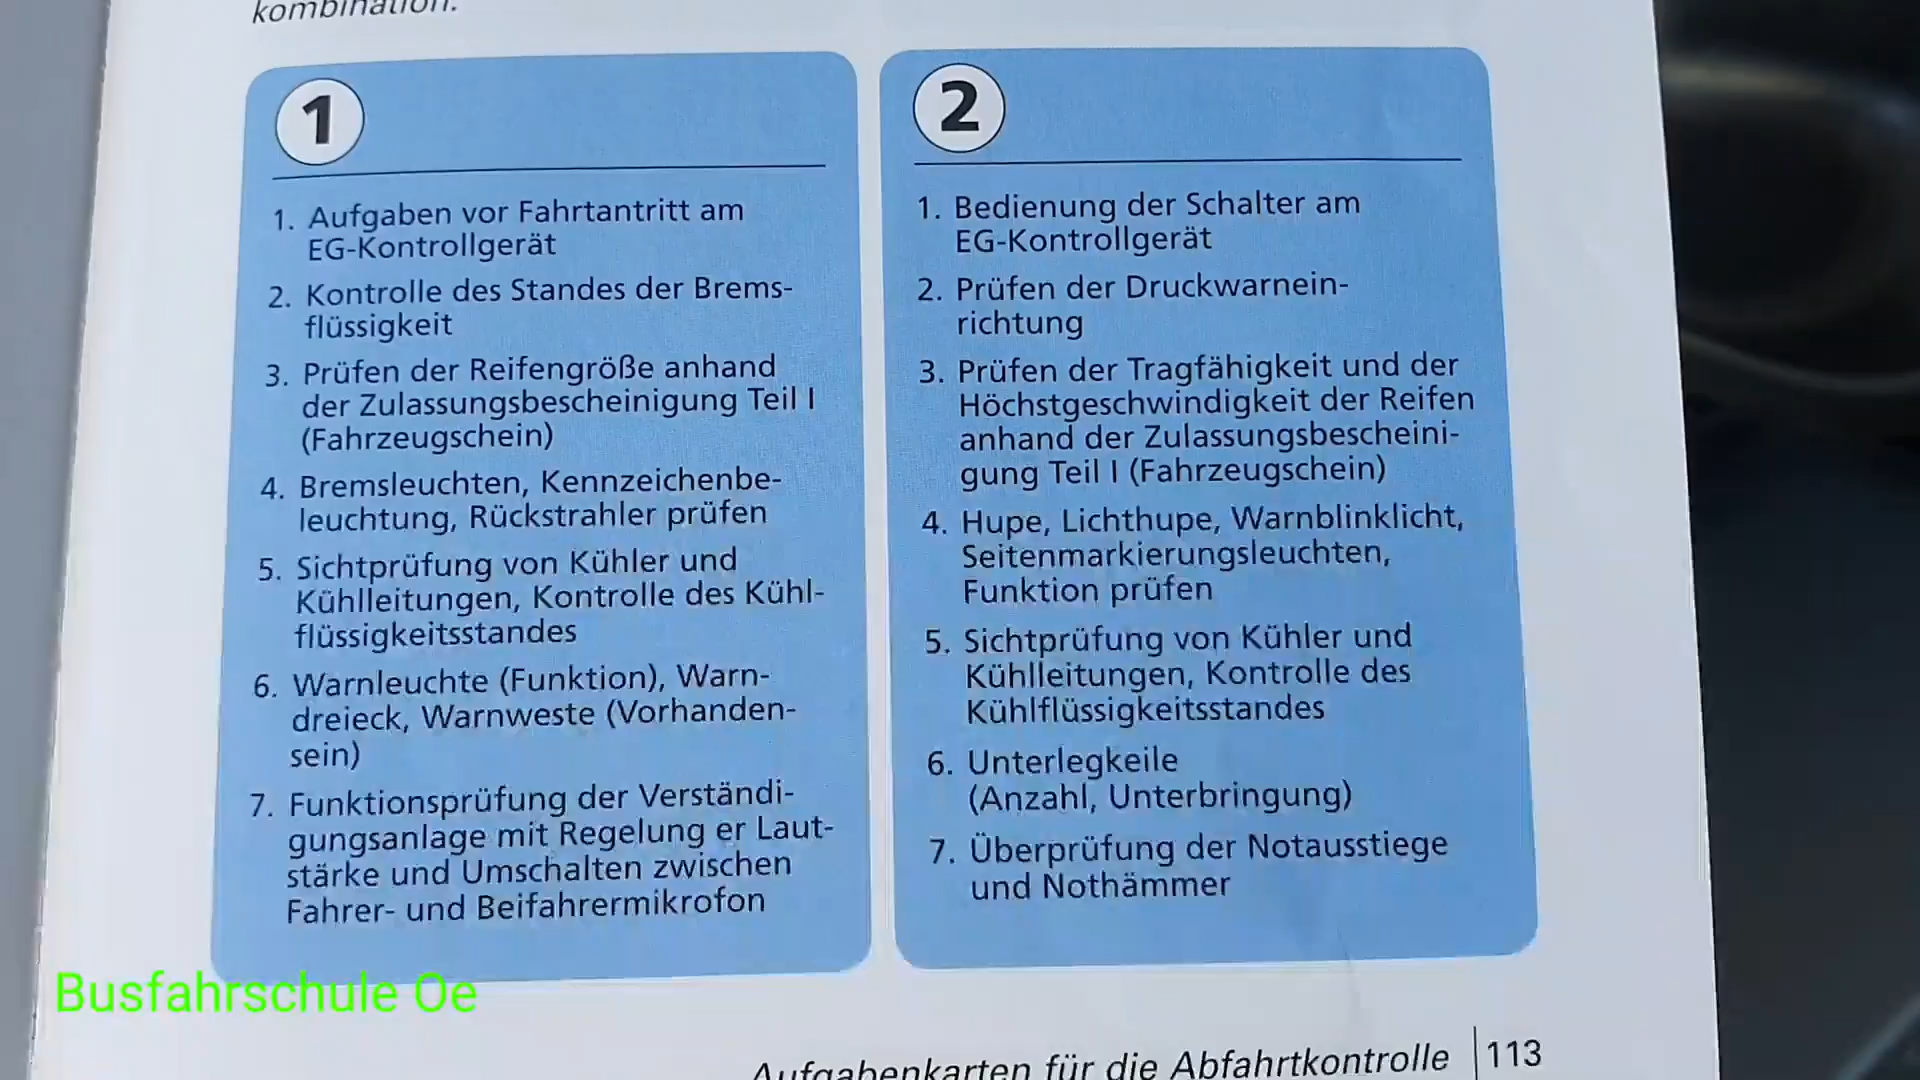 kombination.
1
1. Aufgaben vor Fahrtantritt am
EG-Kontrollgerät
2. Kontrolle des Standes der Brems-
flüssigkeit
3. Prüfen der Reifengröße anhand
der Zulassungsbescheinigung Teil I
(Fahrzeugschein)
4. Bremsleuchten, Kennzeichenbe-
leuchtung, Rückstrahler prüfen
5. Sichtprüfung von Kühler und
Kühlleitungen, Kontrolle des Kühl-
flüssigkeitsstandes
6. Warnleuchte (Funktion), Warn-
dreieck, Warnweste (Vorhanden-
sein)
7. Funktionsprüfung der Verständi-
gungsanlage mit Regelung er Laut-
stärke und Umschalten zwischen
Fahrer- und Beifahrermikrofon
2
1. Bedienung der Schalter am
EG-Kontrollgerät
2. Prüfen der Druckwarnein-
richtung
3. Prüfen der Tragfähigkeit und der
Höchstgeschwindigkeit der Reifen
anhand der Zulassungsbescheini-
gung Teil I (Fahrzeugschein)
4. Hupe, Lichthupe, Warnblinklicht,
Seitenmarkierungsleuchten,
Funktion prüfen
5. Sichtprüfung von Kühler und
Kühlleitungen, Kontrolle des
Kühlflüssigkeitsstandes
6. Unterlegkeile
(Anzahl, Unterbringung)
7. Überprüfung der Notausstiege
und Nothämmer
Busfahrschule Oe
Aufgabenkarten für die Abfahrtkontrolle 113